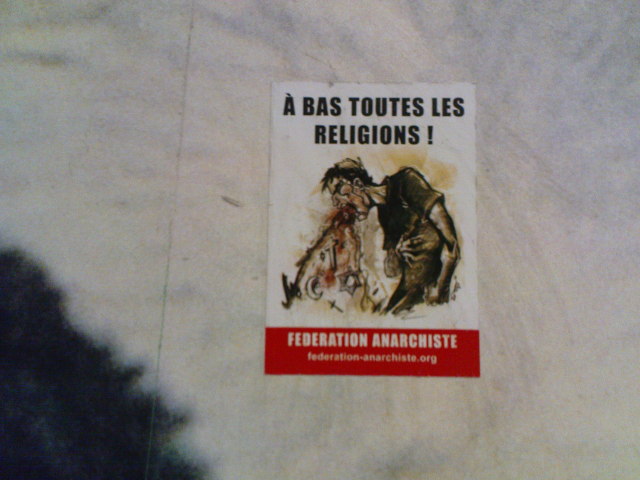 À BAS TOUTES LES
RELIGIONS !
FEDERATION ANARCHISTE
federation-anarchiste.org